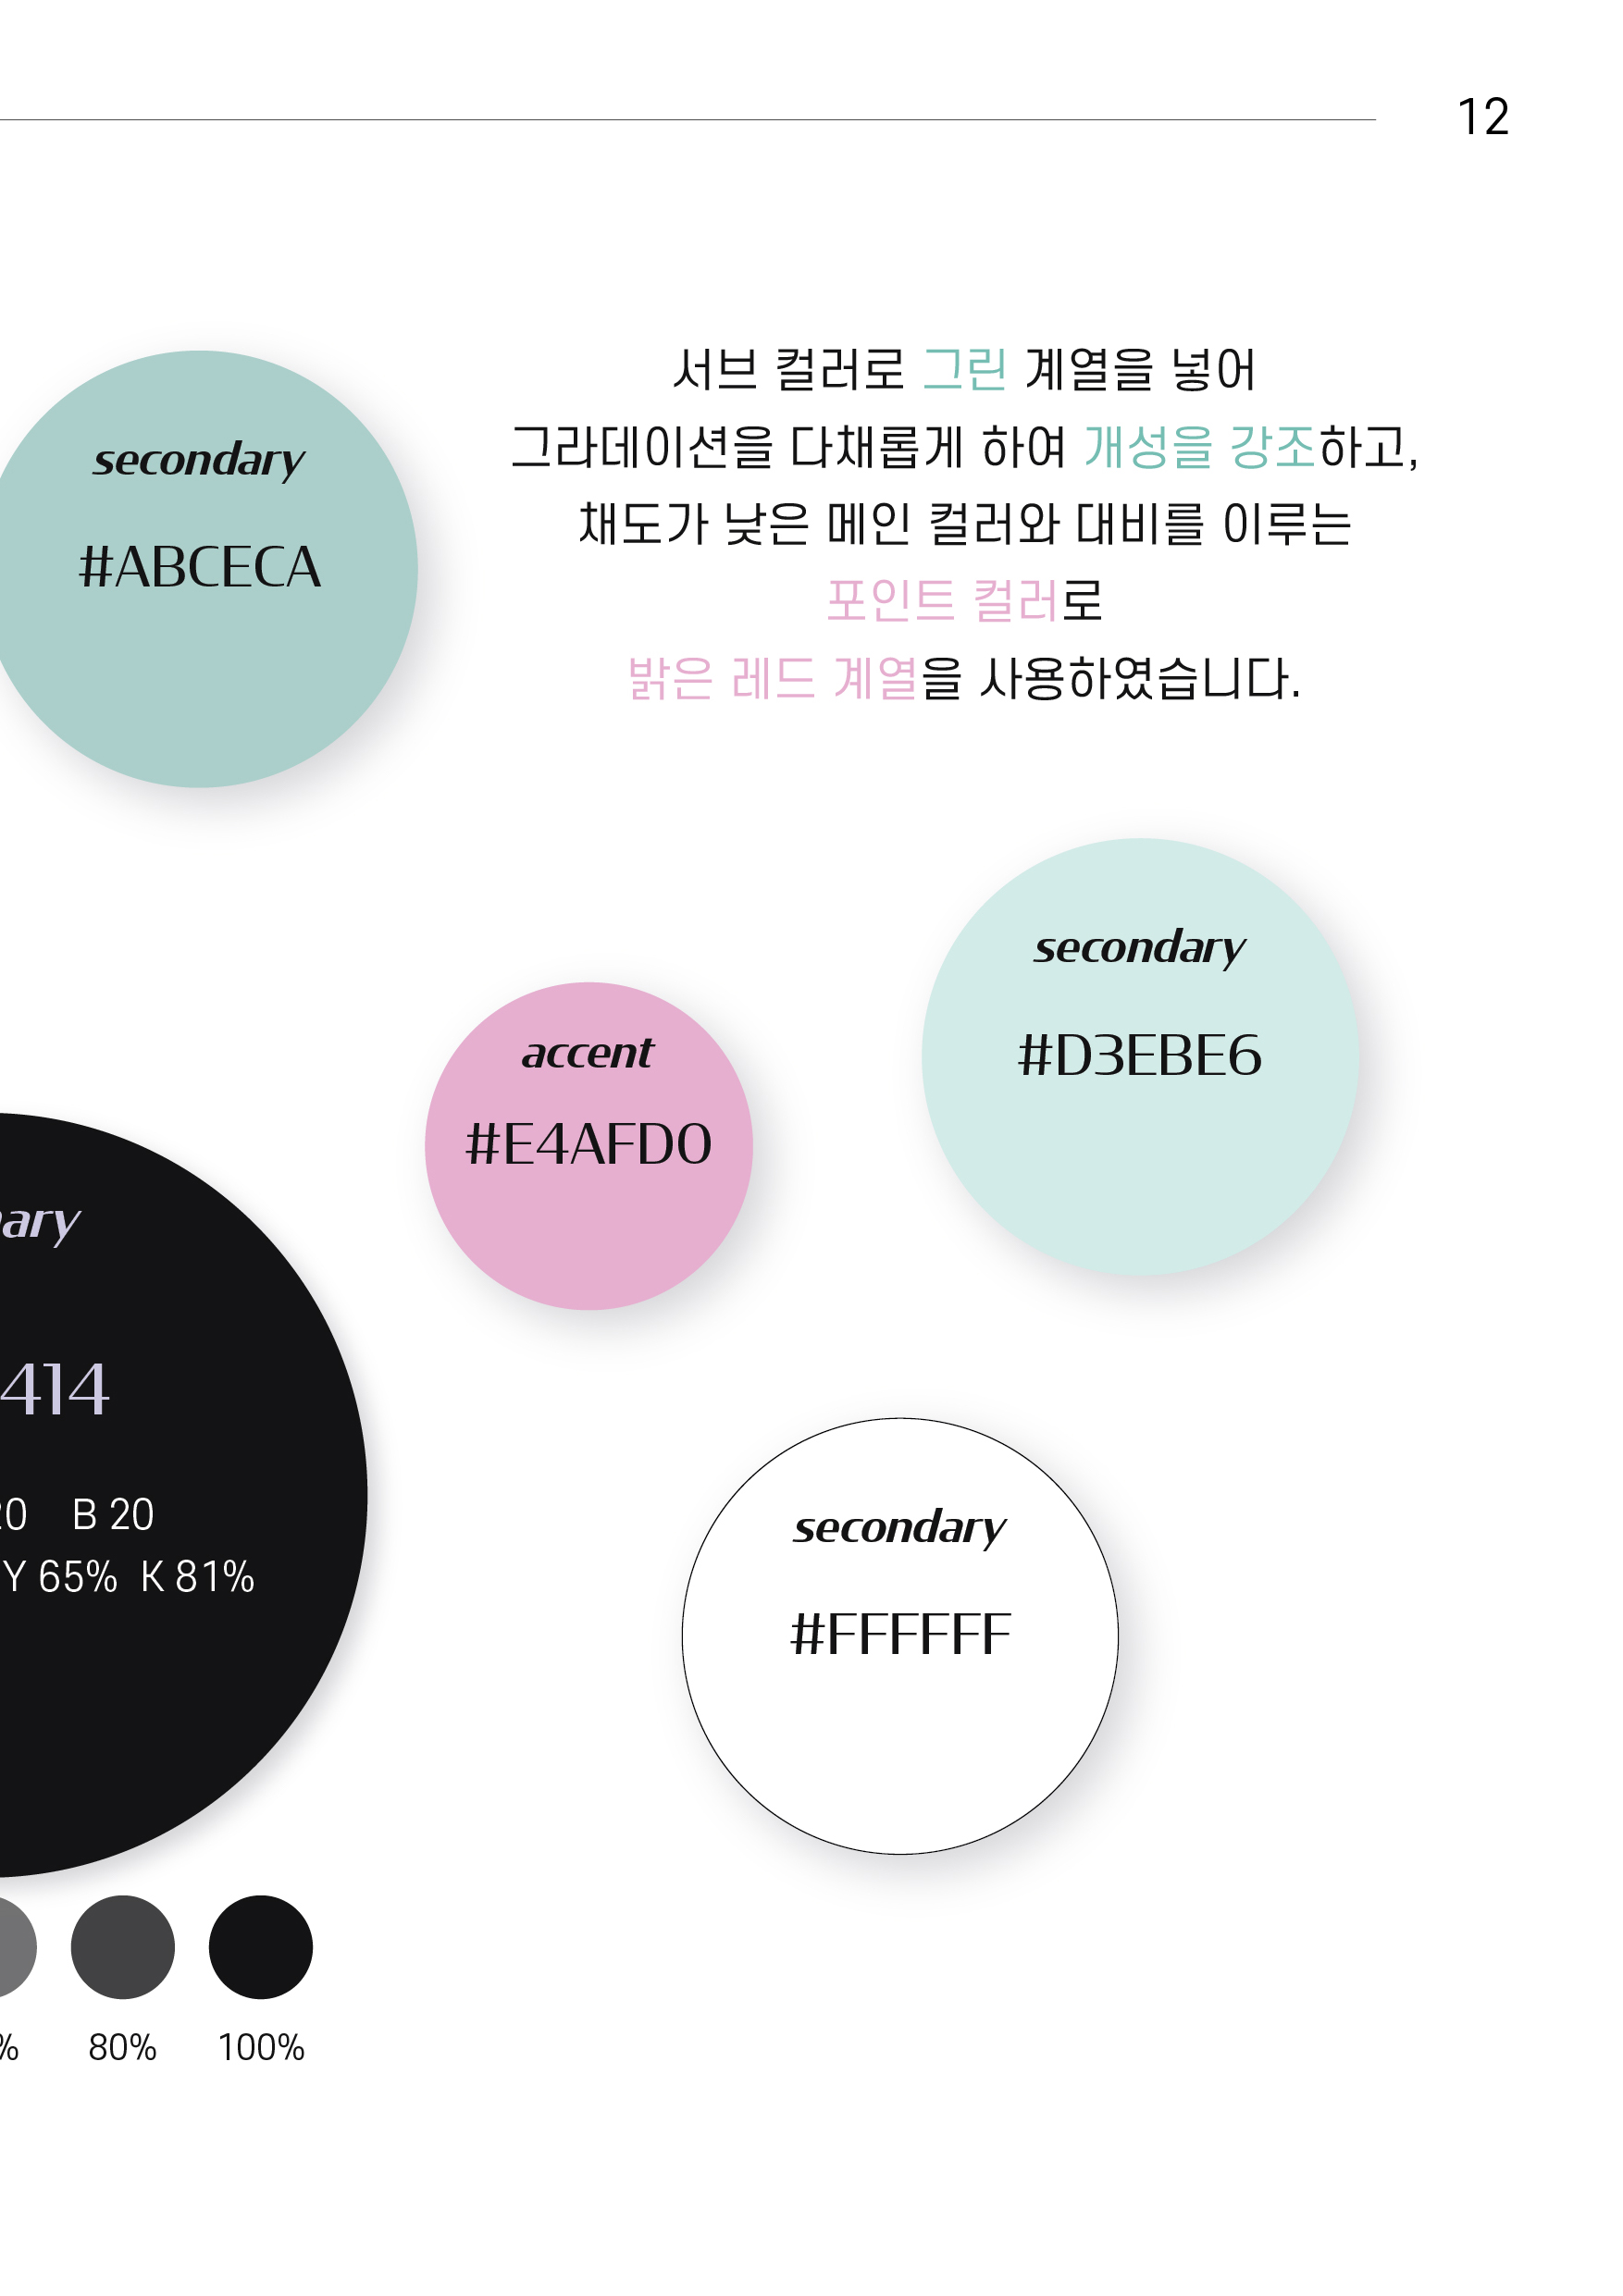 12
서브 컬러로 그린 계열을 넣어
그라데이션을 다채롭게 하여 개성을 강조하고,
채도가 낮은 메인 컬러와 대비를 이루는
포인트 컬러로
밝은 레드 계열을 사용하였습니다.
secondary
#ABCECA
secondary
#D3EBE6
accent
#E4AFD0
414
B 20
Y 65% K 81%
secondary
#FFFFFF
80% 100%